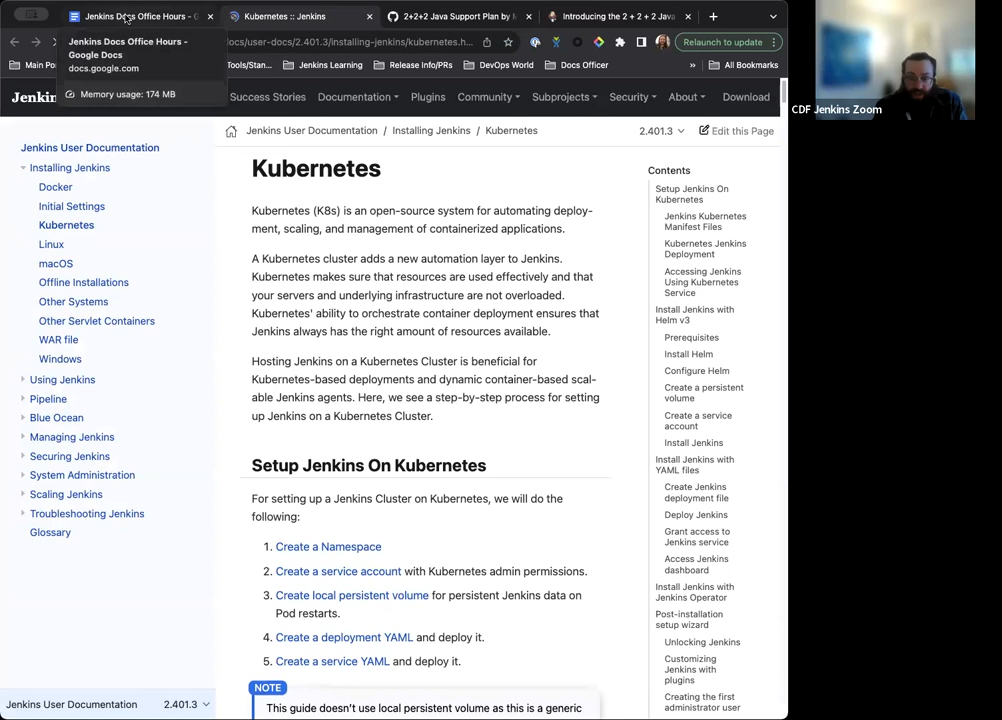 Jenkins Docs Office Hours - G
Kubernetes :: Jenkins
2+2+2 Java Support Plan by M
Introducing the 2 + 2 + 2 Java
ocs/user-docs/2.401.3/installing-jenkins/kubernetes.h...
Relaunch to update
Jenkins Docs Office Hours -
Google Docs
docs.google.com
Memory usage: 174 MB
Main Po
Tools/Stan...
Jenkins Learning
Release Info/PRs
DevOps World
Docs Officer
»
All Bookmarks
Jenkin
Success Stories
Documentation
Plugins
Community
Subprojects
Security
About
Download
CDF Jenkins Zoom
Jenkins User Documentation / Installing Jenkins / Kubernetes
2.401.3
Edit this Page
Jenkins User Documentation
Installing Jenkins
Docker
Initial Settings
Kubernetes
Linux
macOS
Offline Installations
Other Systems
Other Servlet Containers
WAR file
Windows
Using Jenkins
Pipeline
Blue Ocean
Managing Jenkins
Securing Jenkins
System Administration
Scaling Jenkins
Troubleshooting Jenkins
Glossary
Jenkins User Documentation
2.401.3
Kubernetes
Kubernetes (K8s) is an open-source system for automating deploy-
ment, scaling, and management of containerized applications.
A Kubernetes cluster adds a new automation layer to Jenkins.
Kubernetes makes sure that resources are used effectively and that
your servers and underlying infrastructure are not overloaded.
Kubernetes' ability to orchestrate container deployment ensures that
Jenkins always has the right amount of resources available.
Hosting Jenkins on a Kubernetes Cluster is beneficial for
Kubernetes-based deployments and dynamic container-based scal-
able Jenkins agents. Here, we see a step-by-step process for setting
up Jenkins on a Kubernetes Cluster.
Setup Jenkins On Kubernetes
For setting up a Jenkins Cluster on Kubernetes, we will do the
following:
1. Create a Namespace
2. Create a service account with Kubernetes admin permissions.
3. Create local persistent volume for persistent Jenkins data on
Pod restarts.
4. Create a deployment YAML and deploy it.
5. Create a service YAML and deploy it.
NOTE
This guide doesn't use local persistent volume as this is a generic
Contents
Setup Jenkins On
Kubernetes
Jenkins Kubernetes
Manifest Files
Kubernetes Jenkins
Deployment
Accessing Jenkins
Using Kubernetes
Service
Install Jenkins with
Helm v3
Prerequisites
Install Helm
Configure Helm
Create a persistent
volume
Create a service
account
Install Jenkins
Install Jenkins with
YAML files
Create Jenkins
deployment file
Deploy Jenkins
Grant access to
Jenkins service
Access Jenkins
dashboard
Install Jenkins with
Jenkins Operator
Post-installation
setup wizard
Unlocking Jenkins
Customizing
Jenkins with
plugins
Creating the first
administrator user